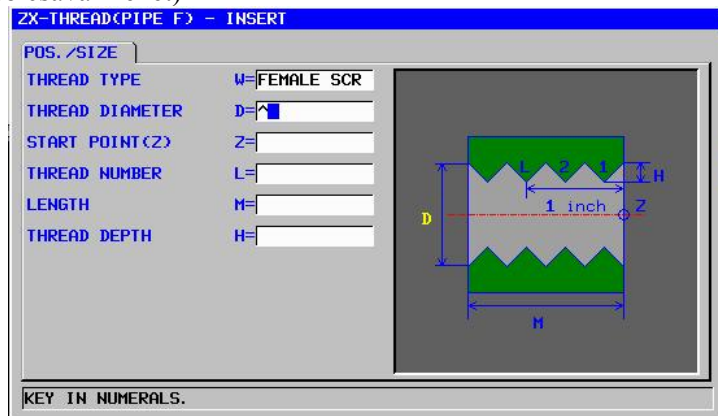 ZX-THREAD(PIPE F) - INSERT
POS./SIZE
THREAD TYPE W=FEMALE SCR
THREAD DIAMETER D=^
START POINT(Z) Z=
THREAD NUMBER L=
LENGTH M=
THREAD DEPTH H=
L 2 1 H
1 inch Z
D
M
KEY IN NUMERALS.